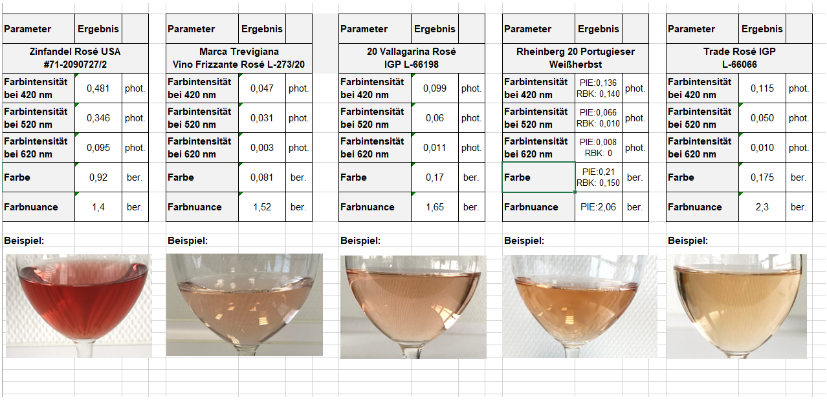 Parameter Ergebnis
Zinfandel Rosé USA
#71-2090727/2
Farbintensität
bei 420 nm 0,481 phot.
Farbintensität
bei 520 nm 0,346 phot.
Farbintensität
bei 620 nm 0,095 phot.
Farbe 0,92 ber.
Farbnuance 1,4 ber.
Beispiel:
Parameter Ergebnis
Marca Trevigiana
Vino Frizzante Rosé L-273/20
Farbintensität
bei 420 nm 0,047 phot.
Farbintensität
bei 520 nm 0,031 phot.
Farbintensität
bei 620 nm 0,003 phot.
Farbe 0,081 ber.
Farbnuance 1,52 ber.
Beispiel:
Parameter Ergebnis
20 Vallagarina Rosé
IGP L-66198
Farbintensität
bei 420 nm 0,099 phot.
Farbintensität
bei 520 nm 0,06 phot.
Farbintensität
bei 620 nm 0,011 phot.
Farbe 0,17 ber.
Farbnuance 1,65 ber.
Beispiel:
Parameter Ergebnis
Rheinberg 20 Portugieser
Weißherbst
Farbintensität PIE:0,136
bei 420 nm RBK: 0,140 phot.
Farbintensität PIE:0,066
bei 520 nm RBK: 0,010 phot.
Farbintensität PIE:0,008
bei 620 nm RBK: 0 phot.
Farbe PIE:0,21
RBK: 0,150 ber.
Farbnuance PIE:2,06 ber.
Beispiel:
Parameter Ergebnis
Trade Rosé IGP
L-66066
Farbintensität
bei 420 nm 0,115 phot.
Farbintensität
bei 520 nm 0,050 phot.
Farbintensität
bei 620 nm 0,010 phot.
Farbe 0,175 ber.
Farbnuance 2,3 ber.
Beispiel: